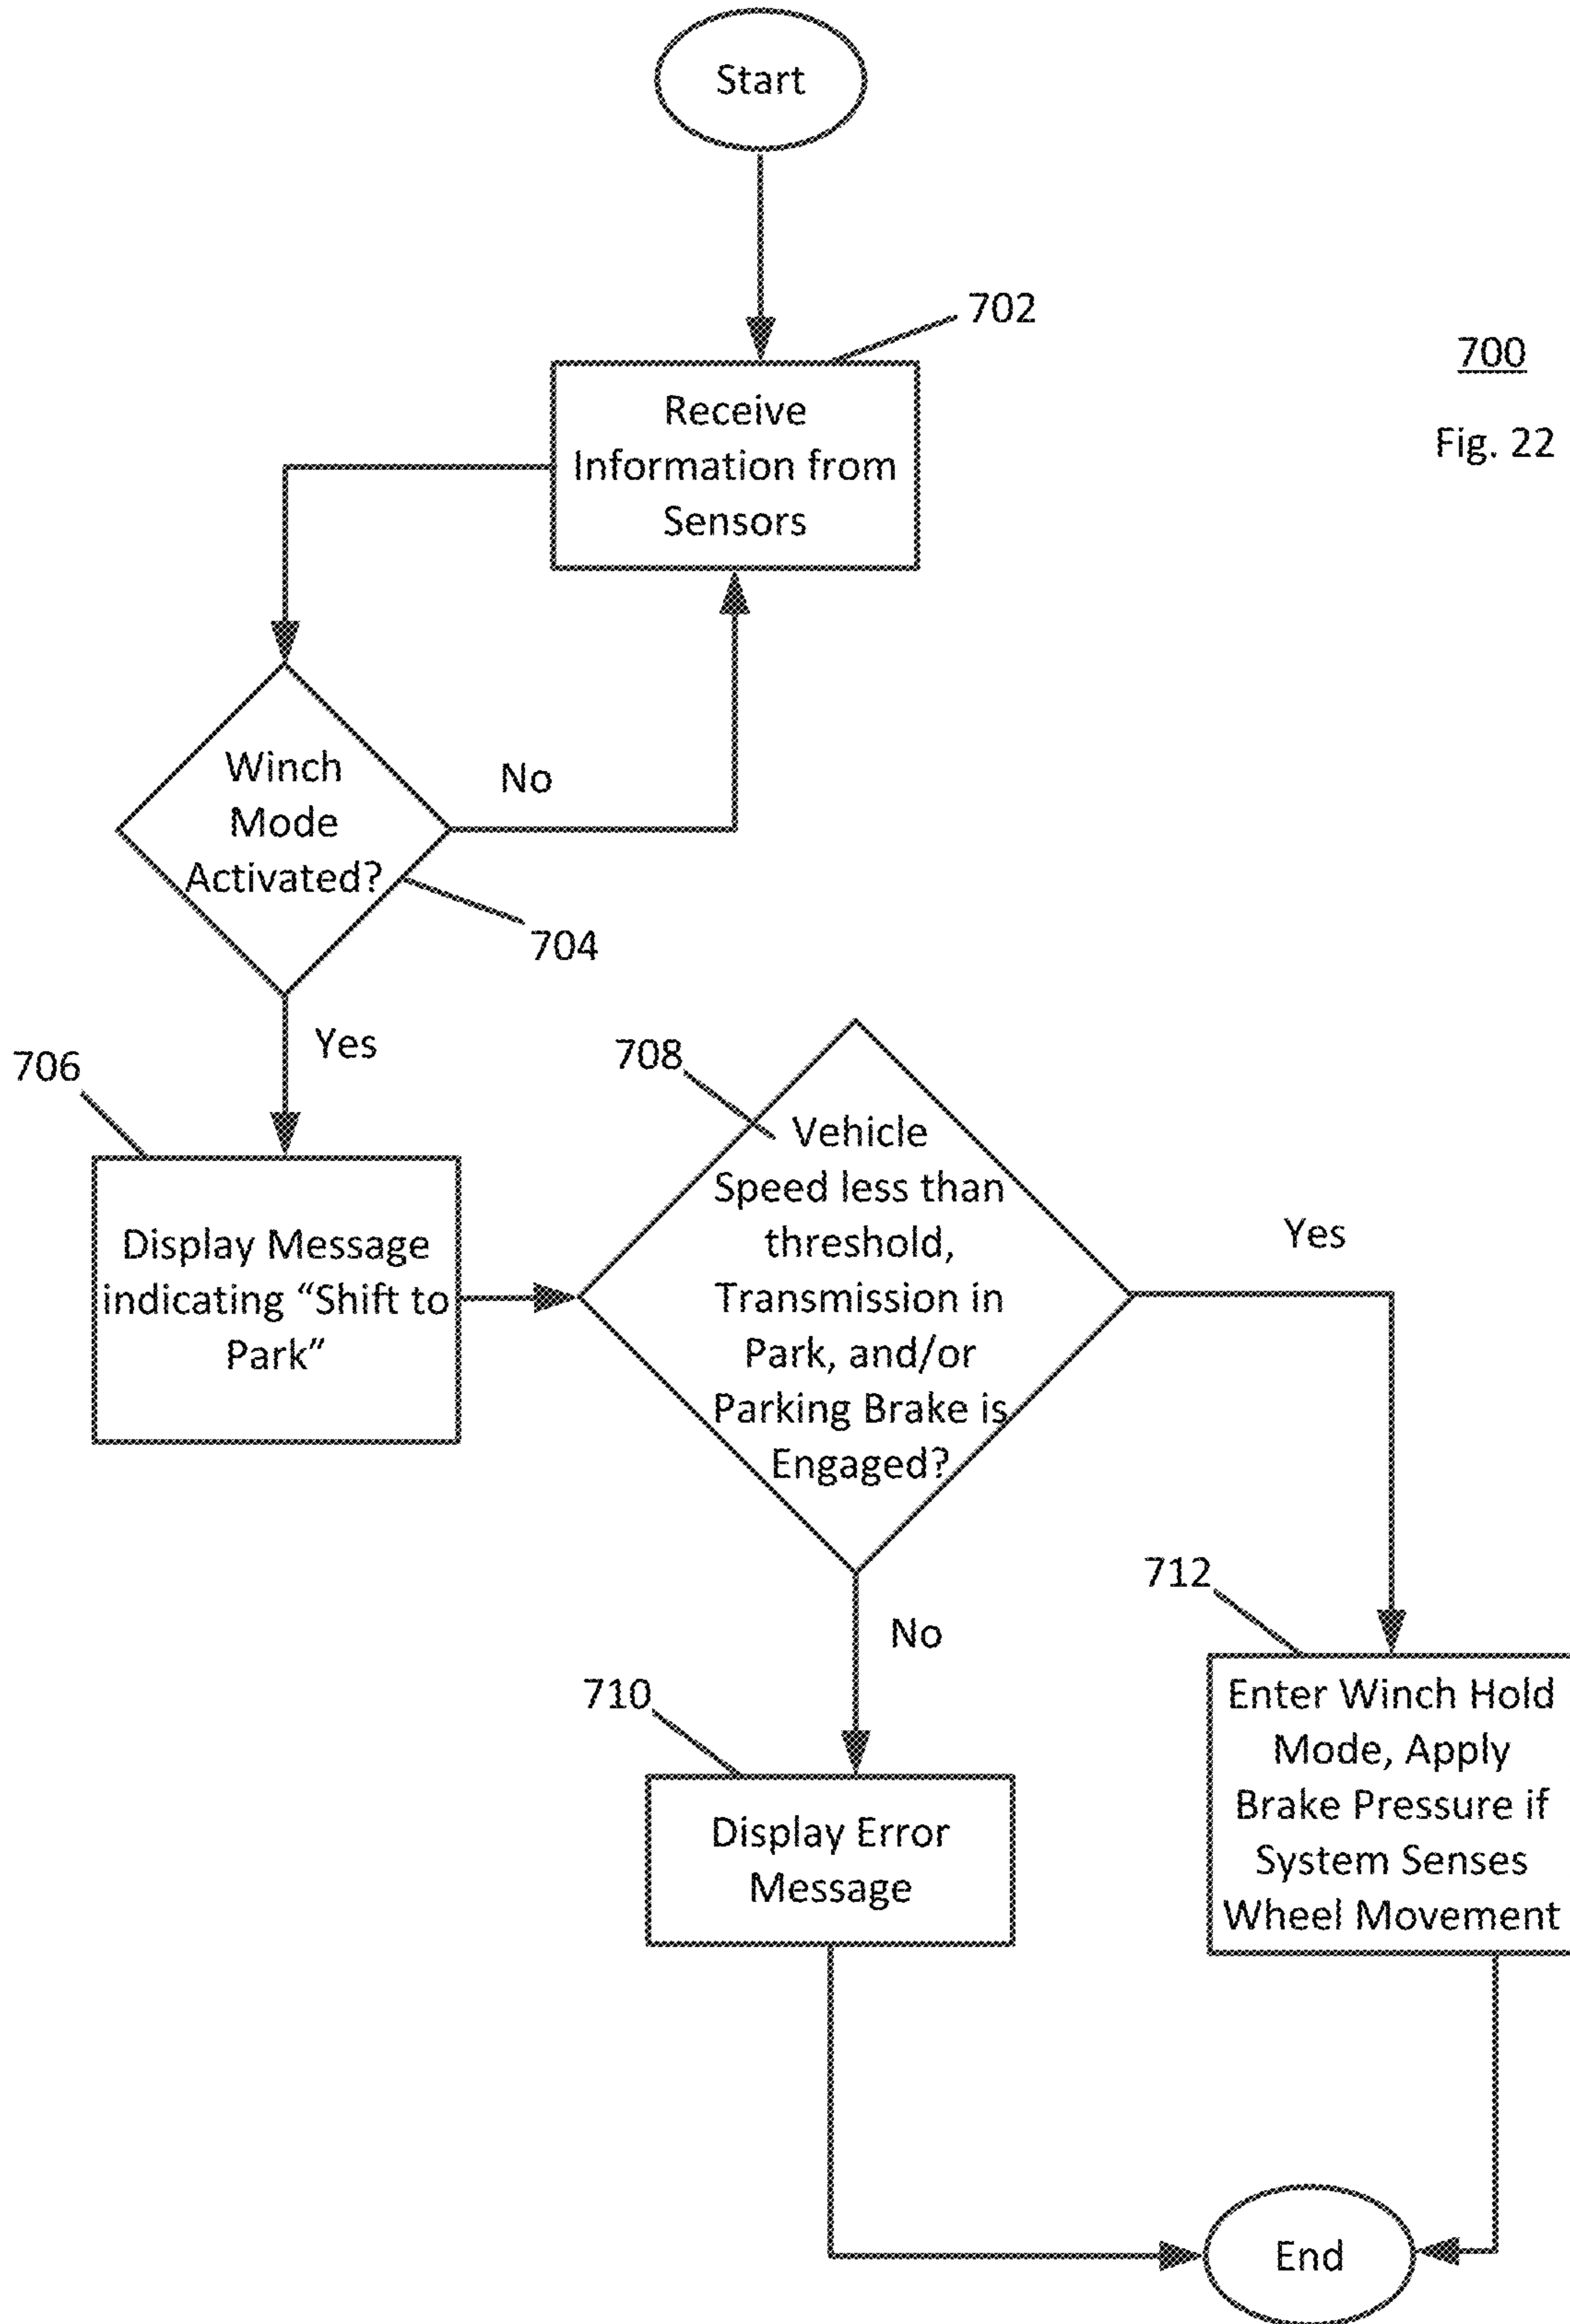 Start
702
700
Fig. 22
Receive
Information from
Sensors
Winch
Mode
Activated?
No
704
Yes
706
708
Display Message
indicating “Shift to
Park”
Vehicle
Speed less than
threshold,
Transmission in
Park, and/or
Parking Brake is
Engaged?
Yes
No
710
712
Display Error
Message
Enter Winch Hold
Mode, Apply
Brake Pressure if
System Senses
Wheel Movement
End